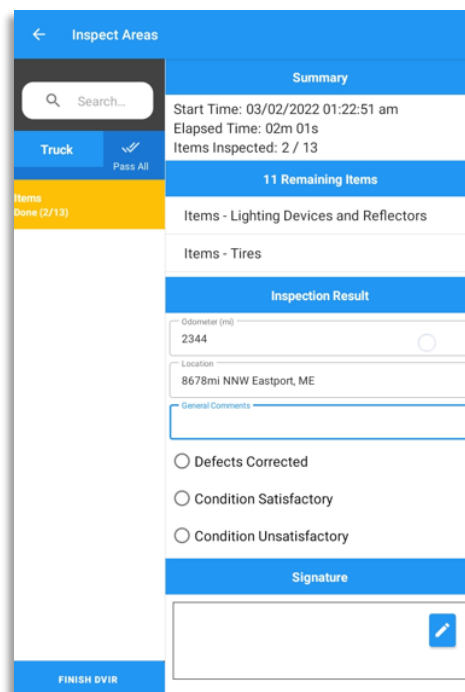 Inspect Areas
Search...
Truck
Pass All
Items
Done (2/13)
FINISH DVIR
Summary
Start Time: 03/02/2022 01:22:51 am
Elapsed Time: 02m 01s
Items Inspected: 2 / 13
11 Remaining Items
Items - Lighting Devices and Reflectors
Items - Tires
Inspection Result
Odometer (mi)
2344
Location
8678mi NNW Eastport, ME
General Comments
Defects Corrected
Condition Satisfactory
Condition Unsatisfactory
Signature